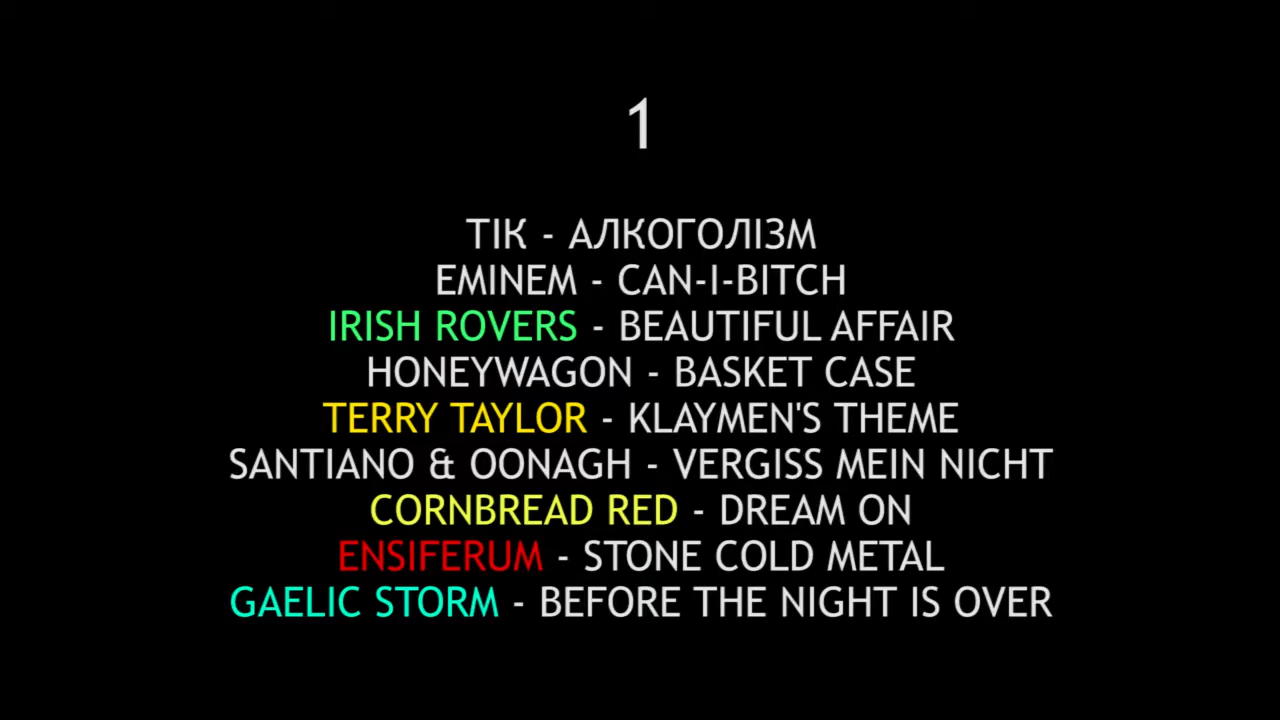 1
ТІК - АЛКОГОЛІЗМ
EMINEM - CAN-I-BITCH
IRISH ROVERS - BEAUTIFUL AFFAIR
HONEYWAGON - BASKET CASE
TERRY TAYLOR - KLAYMEN'S THEME
SANTIANO & OONAGH - VERGISS MEIN NICHT
CORNBREAD RED - DREAM ON
ENSIFERUM - STONE COLD METAL
GAELIC STORM - BEFORE THE NIGHT IS OVER